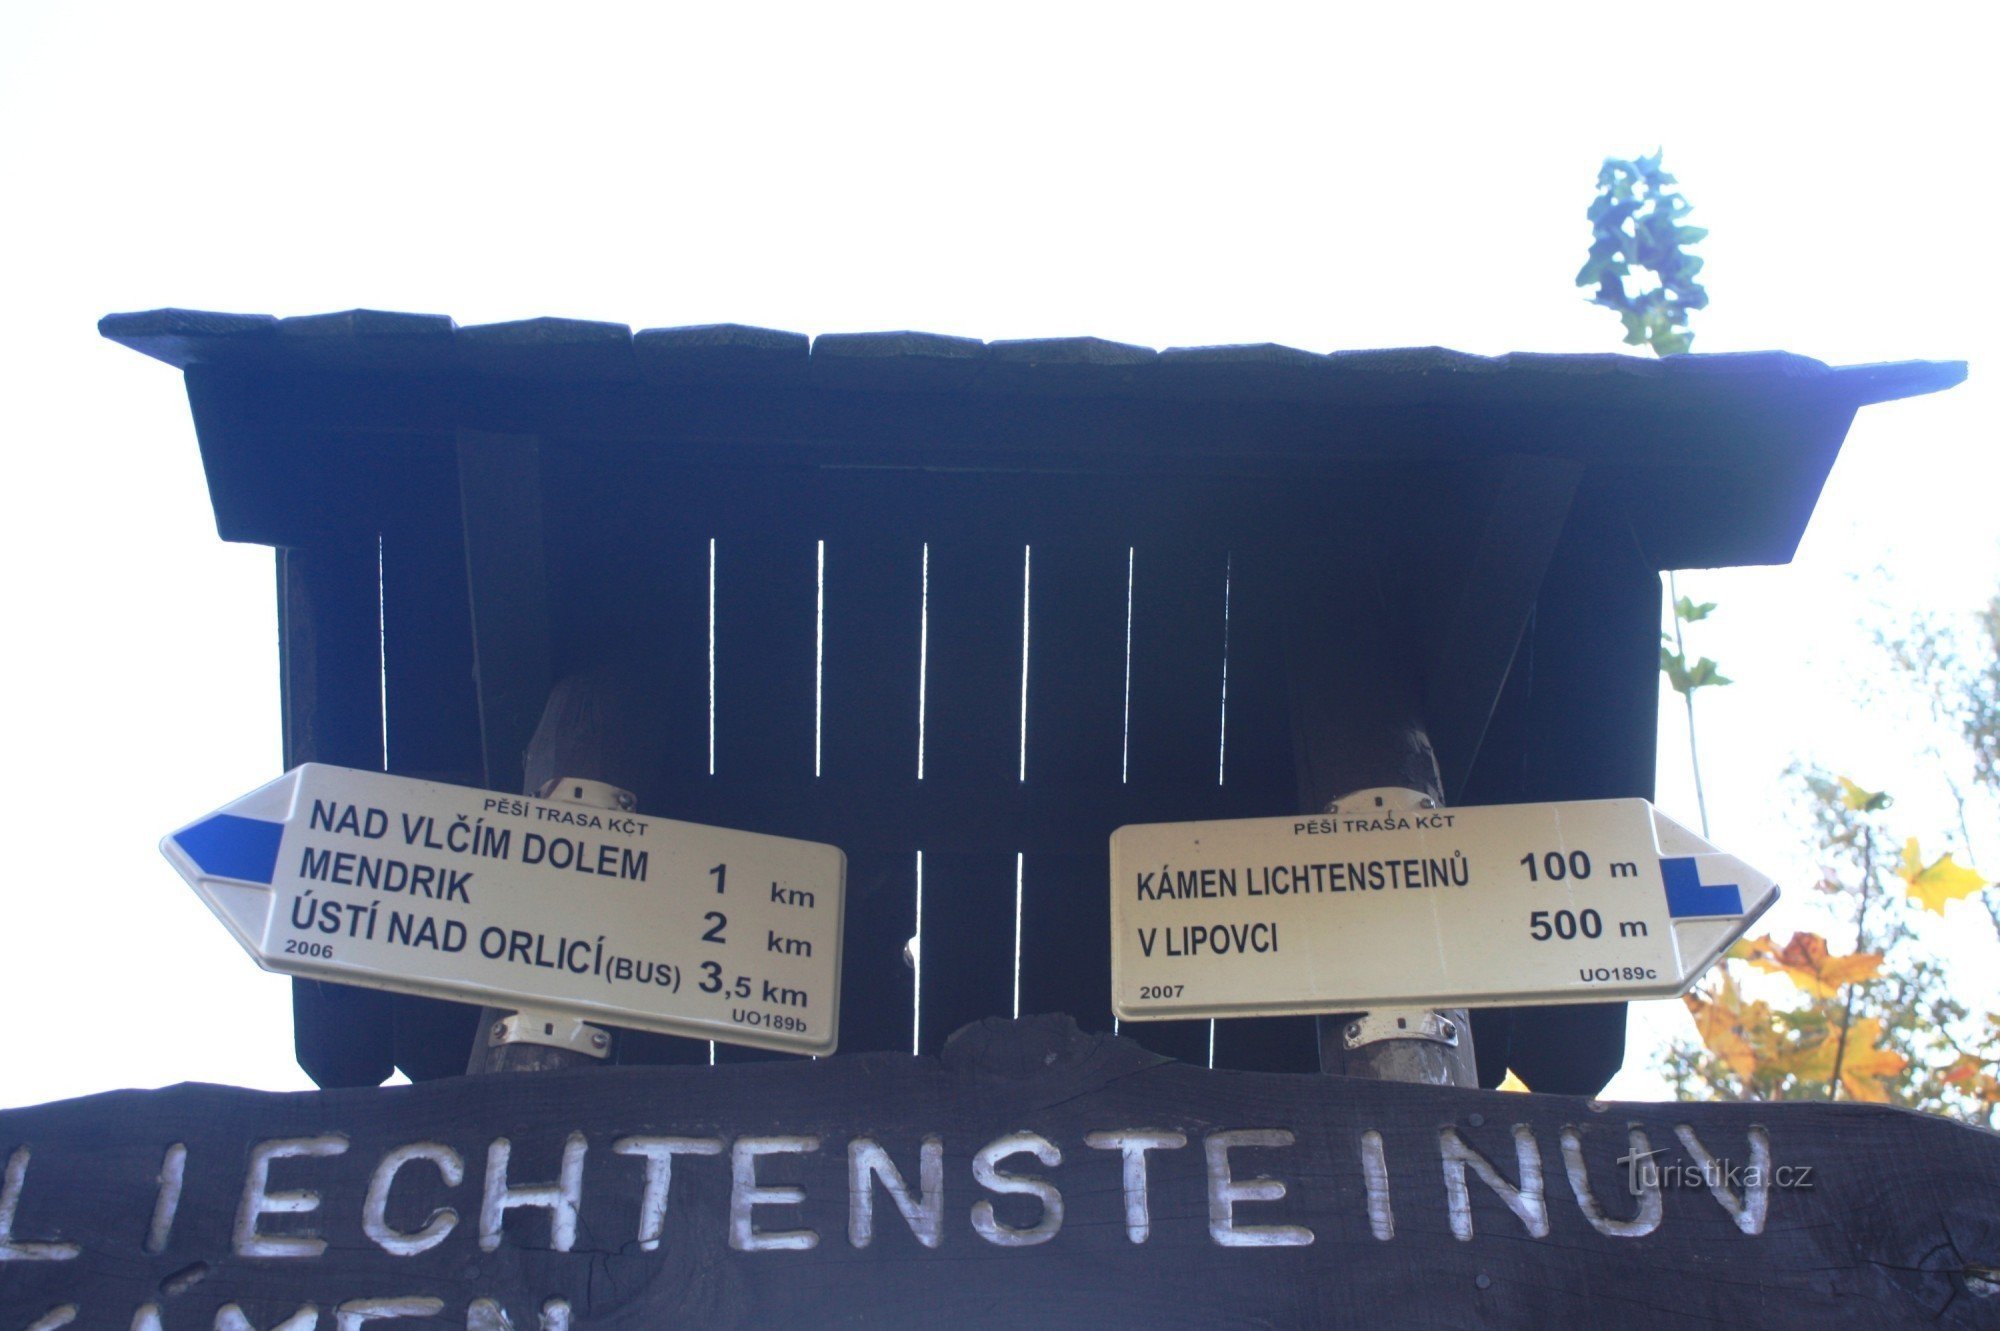 PĚŠÍ TRASA KČT
NAD VLČÍM DOLEM 1 km
MENDRIK 2 km
ÚSTÍ NAD ORLICÍ (BUS) 3,5 km
2006 UO189b
PĚŠÍ TRASA KČT
KÁMEN LICHTENSTEINŮ 100 m
V LIPOVCI 500 m
2007 UO189c
LIECHTENSTEINŮV
KÁMEN
Turistika.cz